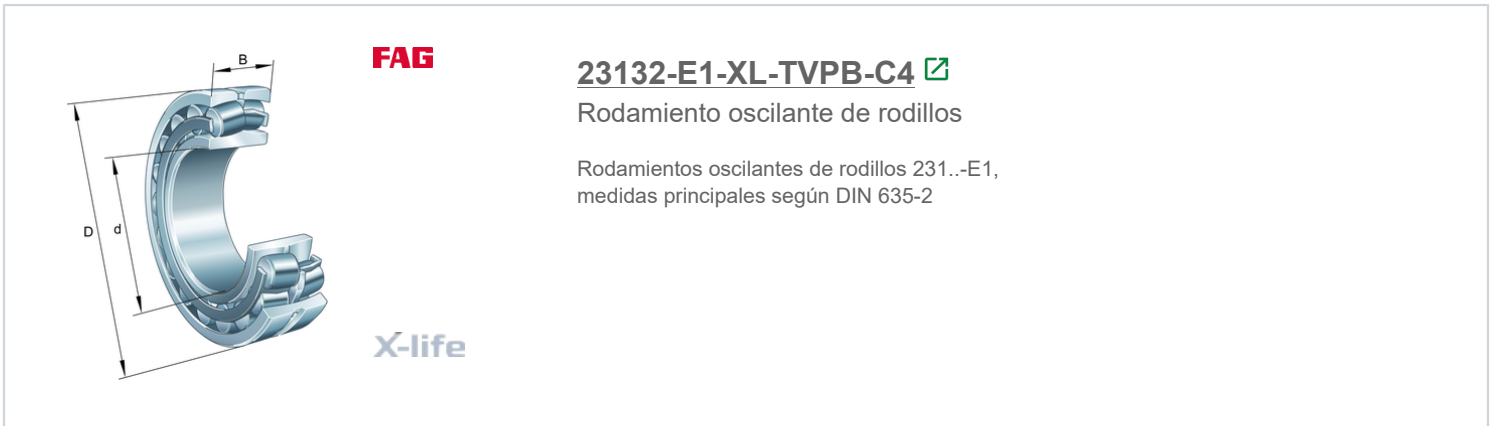 B
FAG
D
d
X-life
23132-E1-XL-TVPB-C4
Rodamiento oscilante de rodillos
Rodamientos oscilantes de rodillos 231..-E1,
medidas principales según DIN 635-2